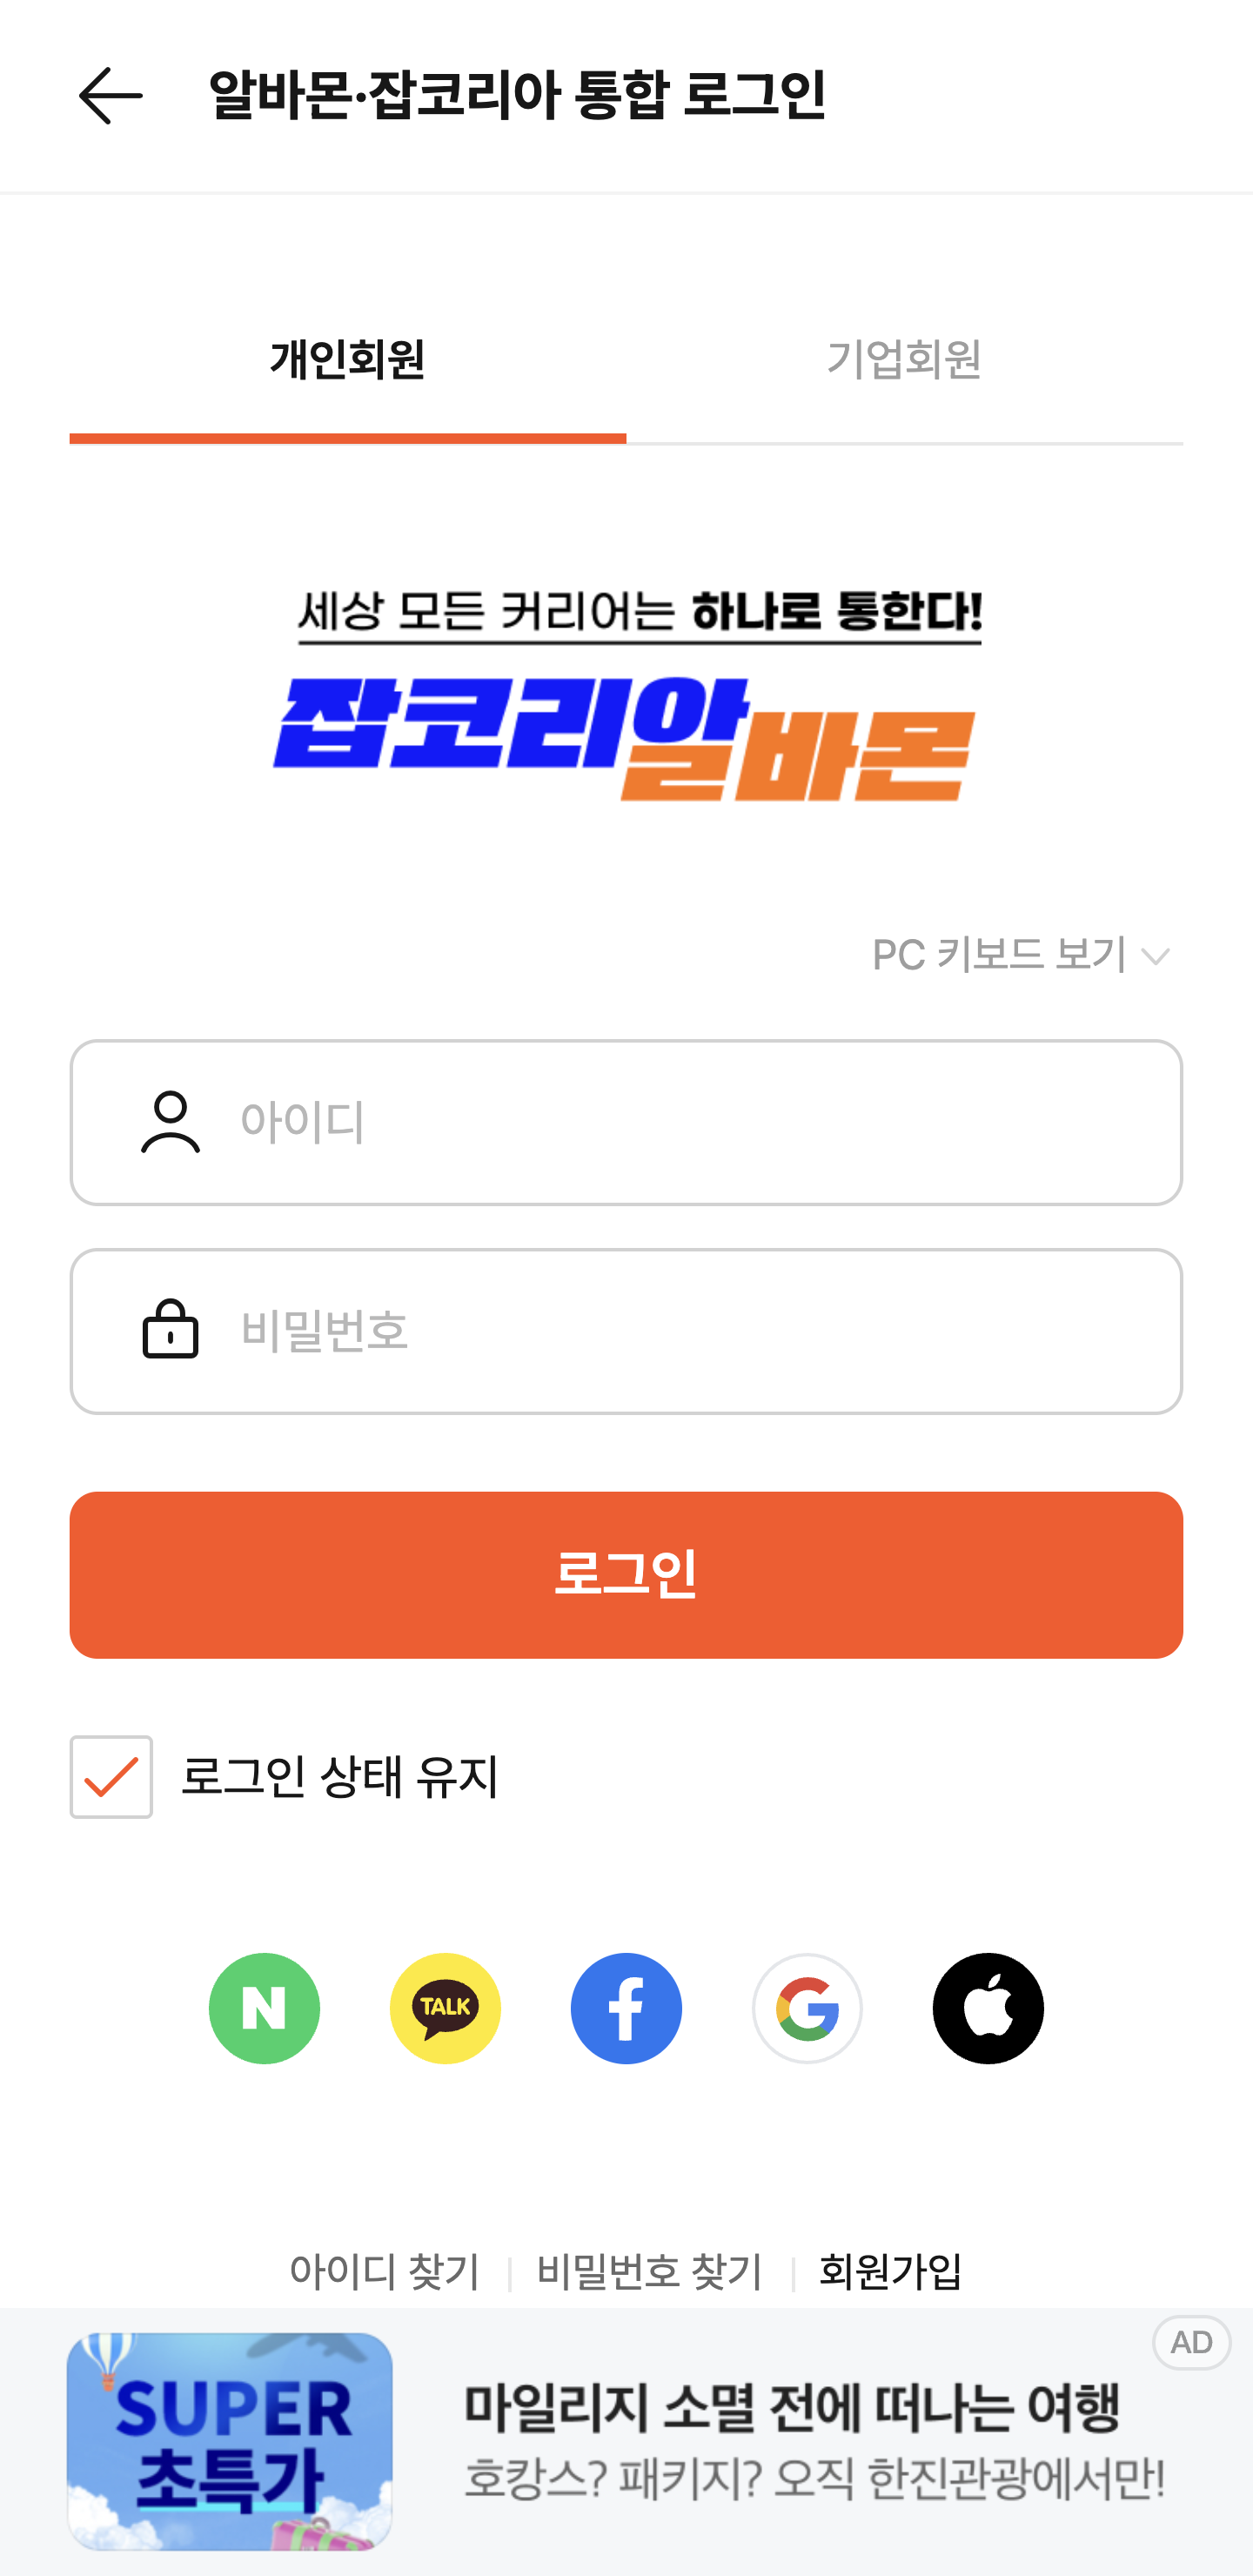 알바몬·잡코리아 통합 로그인
개인회원 기업회원
세상 모든 커리어는 하나로 통한다!
잡코리알바몬
PC 키보드 보기
아이디
비밀번호
로그인
로그인 상태 유지
N TALK f G
아이디 찾기 | 비밀번호 찾기 | 회원가입
AD
SUPER
초특가
마일리지 소멸 전에 떠나는 여행
호캉스? 패키지? 오직 한진관광에서만!